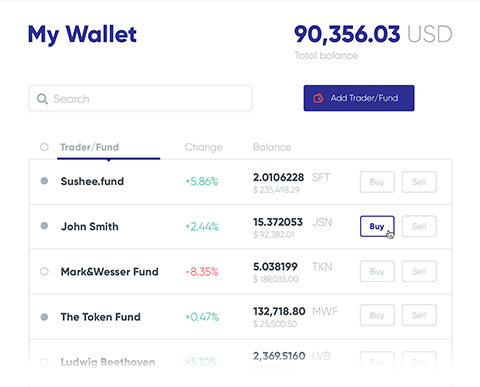 My Wallet
90,356.03 USD
Total balance
Search
Add Trader/Fund
Trader/Fund Change Balance
Sushee.fund +5.86% 2.0106228 SFT Buy Sell
$ 235,498.29
John Smith +2.44% 15.372053 JSN Buy Sell
$ 92,382.01
Mark&Wesser Fund -8.35% 5.038199 TKN Buy Sell
$ 189,035.00
The Token Fund +0.47% 132,718.80 MWF Buy Sell
$ 25,500.50
Ludwig Beethoven +5.10% 2,369.5160 LVB Buy Sell